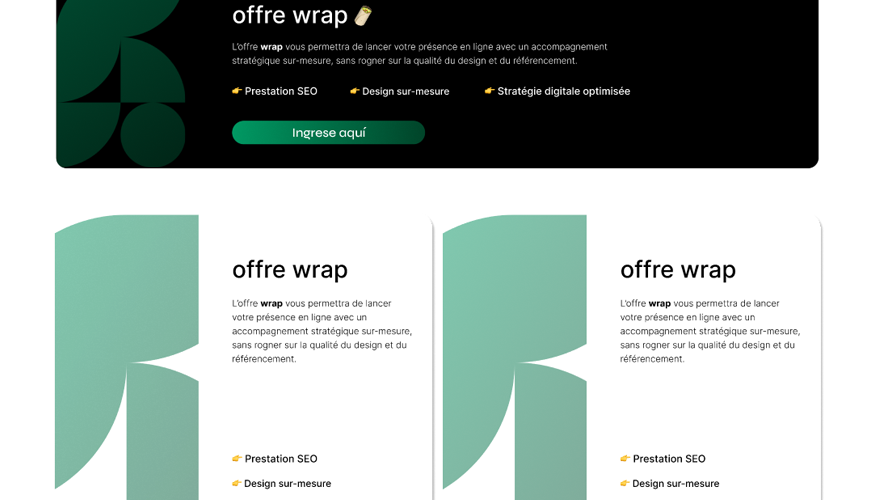 offre wrap
L'offre wrap vous permettra de lancer votre présence en ligne avec un accompagnement
stratégique sur-mesure, sans rogner sur la qualité du design et du référencement.
👉 Prestation SEO 👉 Design sur-mesure 👉 Stratégie digitale optimisée
Ingrese aquí
offre wrap
L'offre wrap vous permettra de lancer
votre présence en ligne avec un
accompagnement stratégique sur-mesure,
sans rogner sur la qualité du design et du
référencement.
👉 Prestation SEO
👉 Design sur-mesure
offre wrap
L'offre wrap vous permettra de lancer
votre présence en ligne avec un
accompagnement stratégique sur-mesure,
sans rogner sur la qualité du design et du
référencement.
👉 Prestation SEO
👉 Design sur-mesure